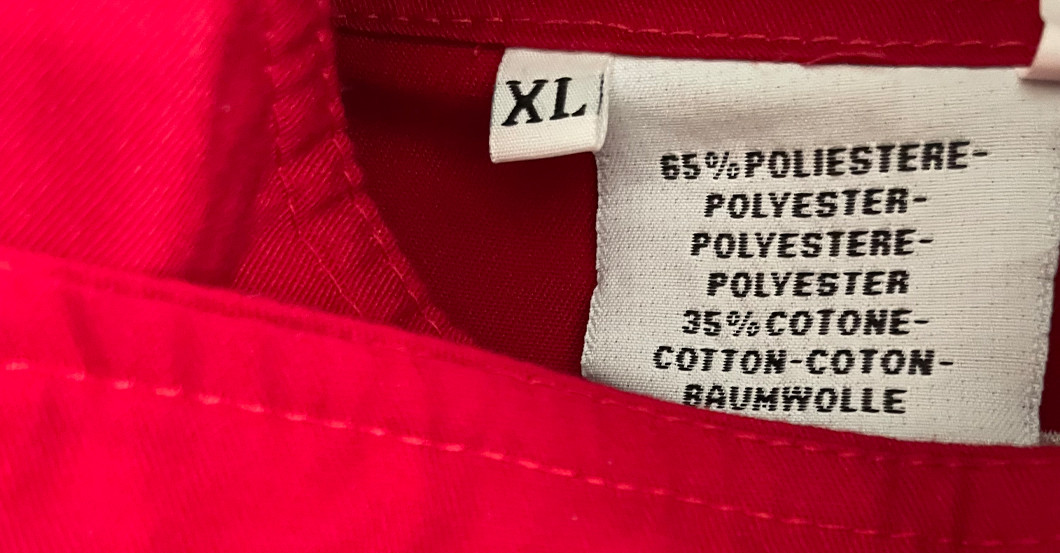 XL
65%POLIESTERE-
POLYESTER-
POLYESTERE-
POLYESTER
35%COTONE-
COTTON-COTON-
BAUMWOLLE